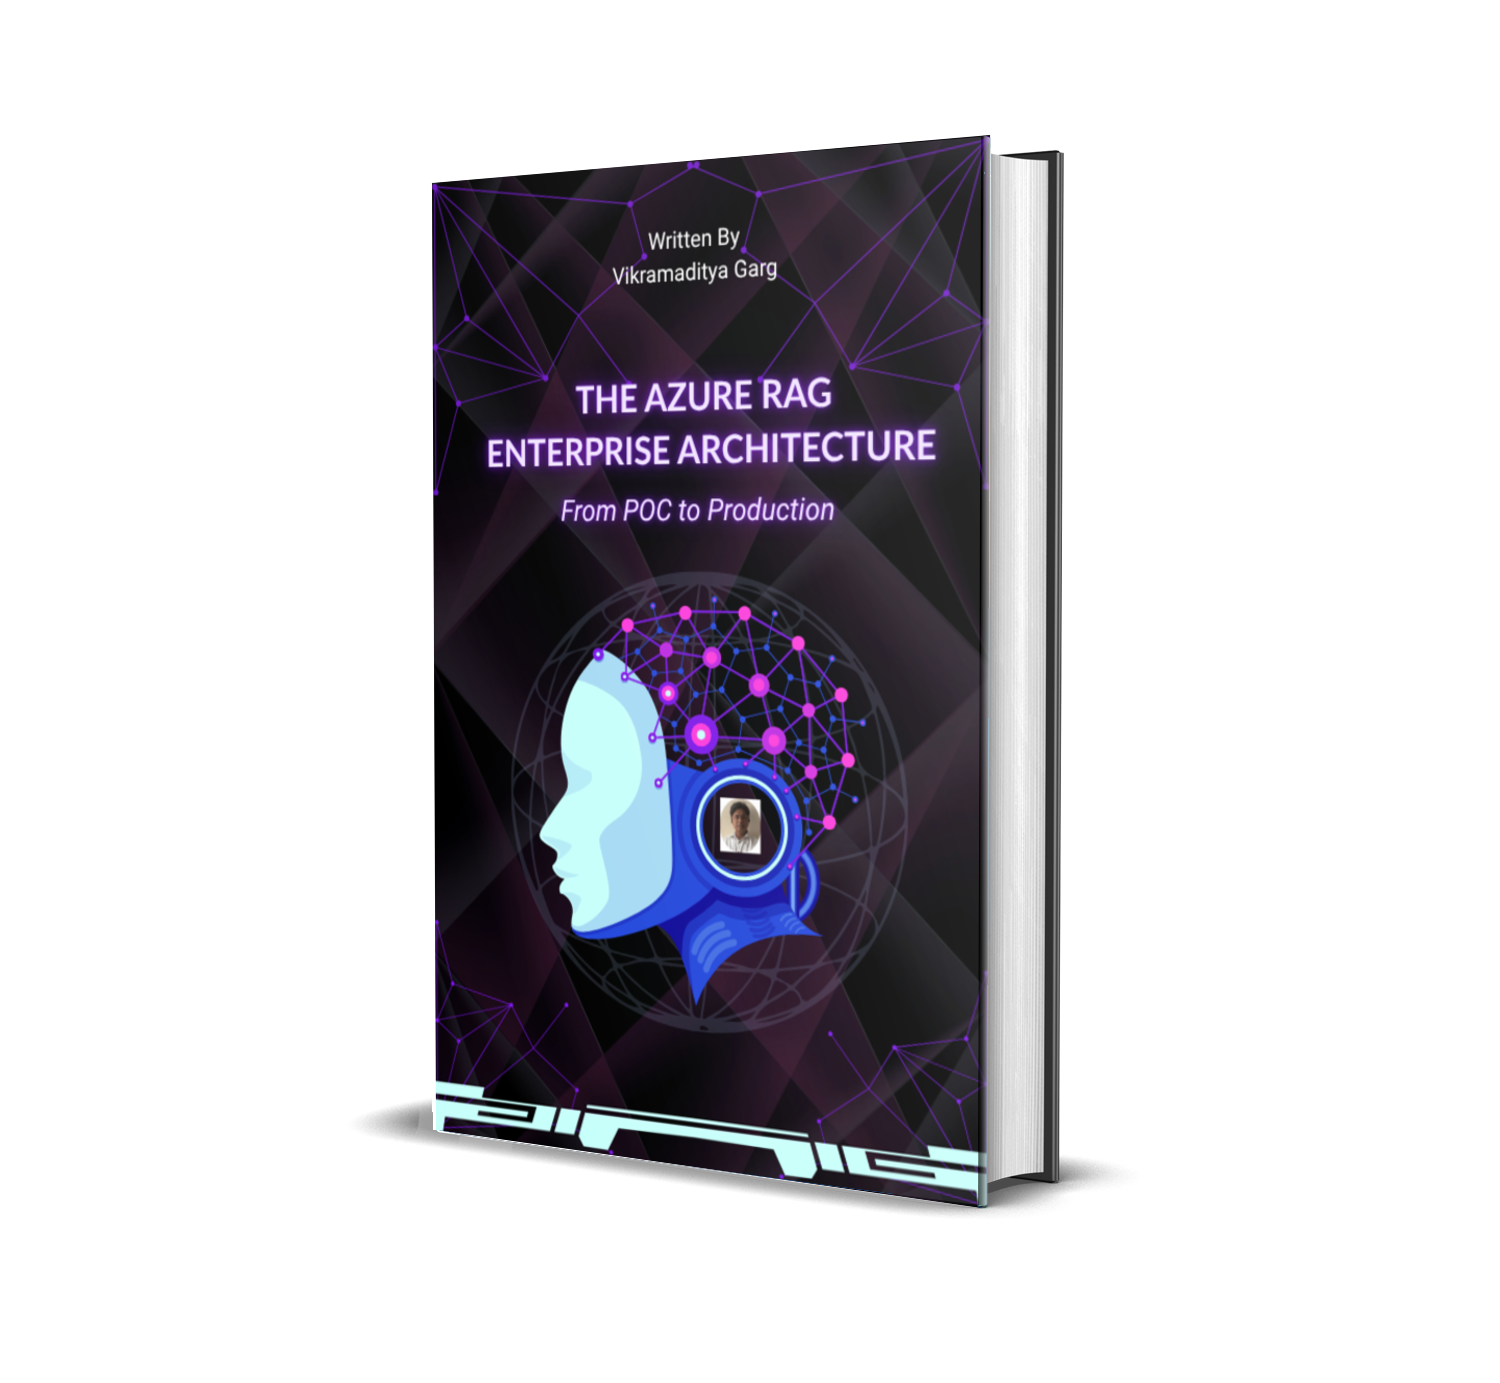 Written By
Vikramaditya Garg
THE AZURE RAG
ENTERPRISE ARCHITECTURE
From POC to Production